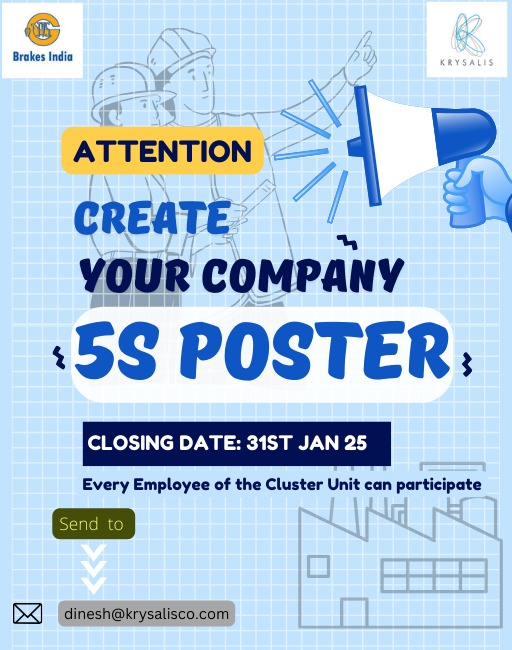 Brakes India
KRYSALIS
ATTENTION
CREATE
YOUR COMPANY
5S POSTER
CLOSING DATE: 31ST JAN 25
Every Employee of the Cluster Unit can participate
Send to
dinesh@krysalisco.com